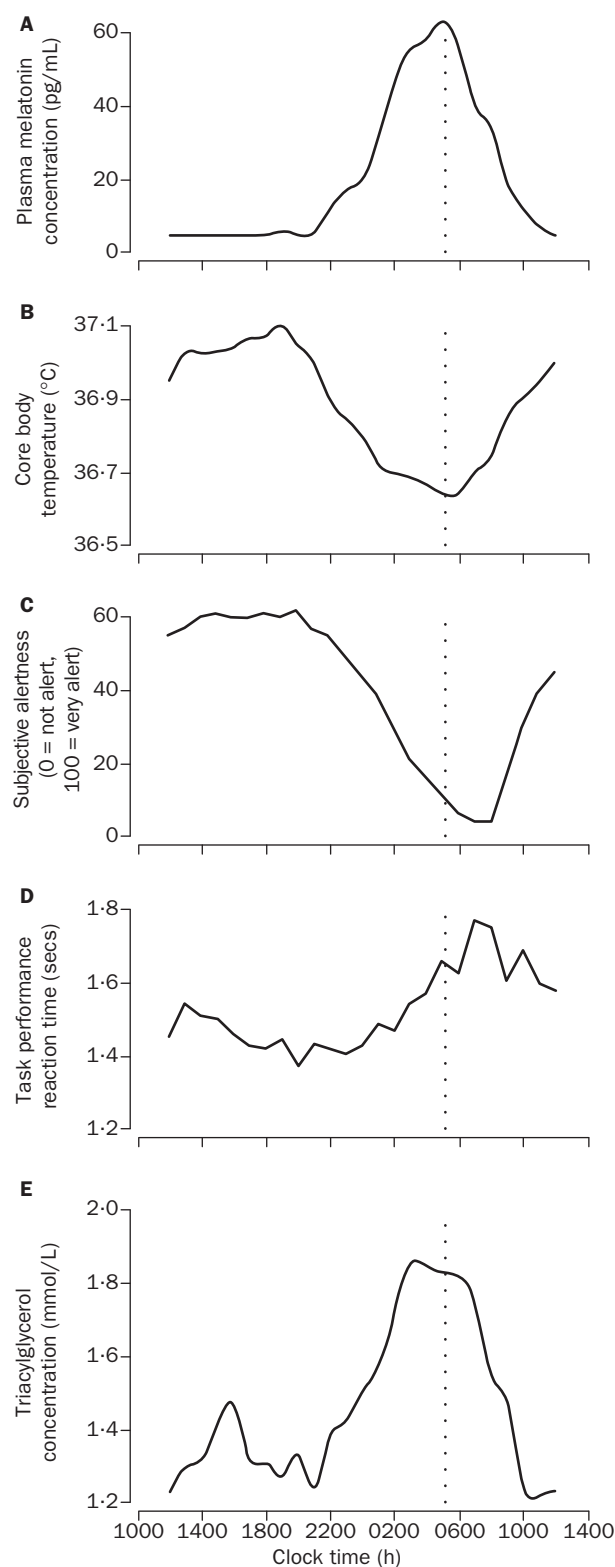 A
Plasma melatonin
concentration (pg/mL)
60
40
20
0
B
Core body
temperature (°C)
37·1
36·9
36·7
36·5
C
Subjective alertness
(0 = not alert,
100 = very alert)
60
40
20
0
D
Task performance
reaction time (secs)
1·8
1·6
1·4
1·2
E
Triacylglycerol
concentration (mmol/L)
2·0
1·8
1·6
1·4
1·2
1000 1400 1800 2200 0200 0600 1000 1400
Clock time (h)